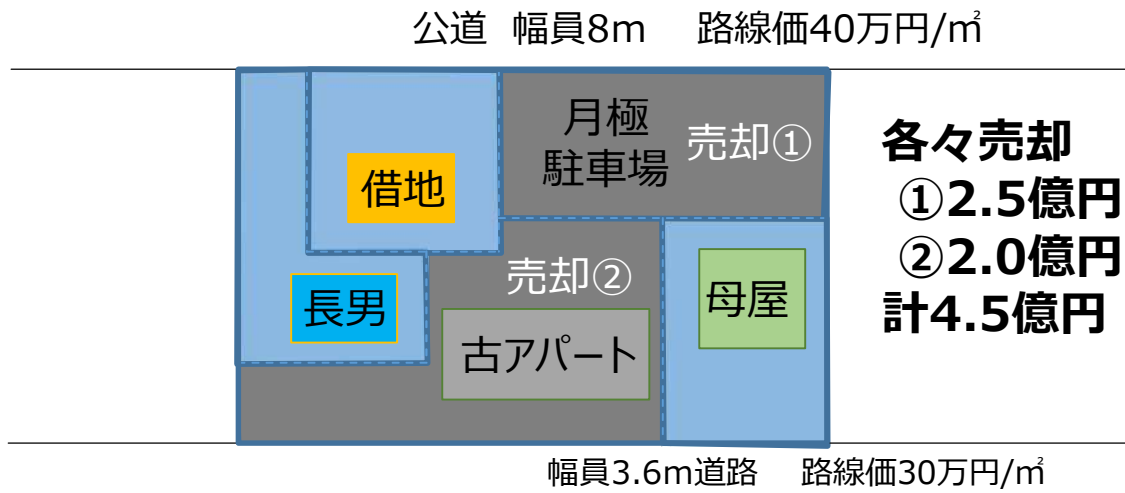 公道 幅員8m 路線価40万円/㎡
月極
駐車場
売却①
各々売却
①2.5億円
②2.0億円
計4.5億円
借地
売却②
長男
母屋
古アパート
幅員3.6m道路 路線価30万円/㎡